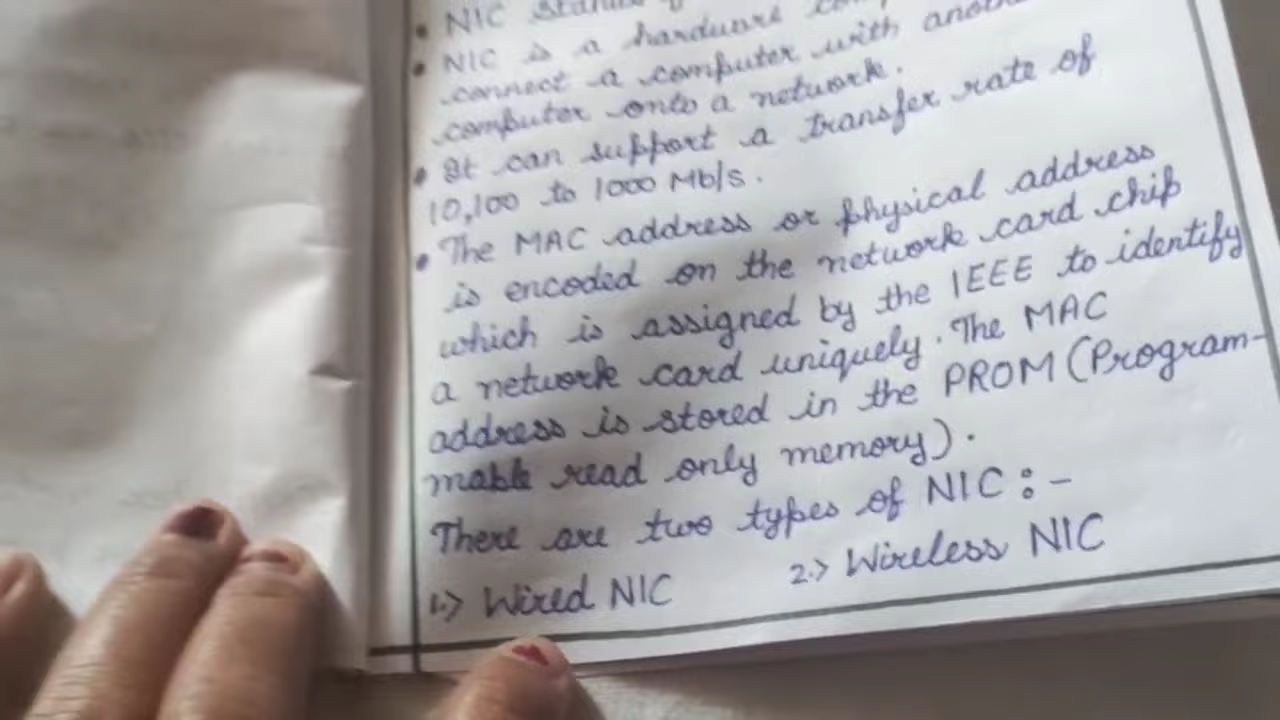 • NIC stands
• NIC is a hardware
connect a computer with
computer onto a network.
• It can support a transfer rate of
10,100 to 1000 Mb/s.
• The MAC address or physical address
is encoded on the network card chip
which is assigned by the IEEE to identify
a network card uniquely. The MAC
address is stored in the PROM (Program-
mable read only memory).
There are two types of NIC :-
1.> Wired NIC 2.> Wireless NIC